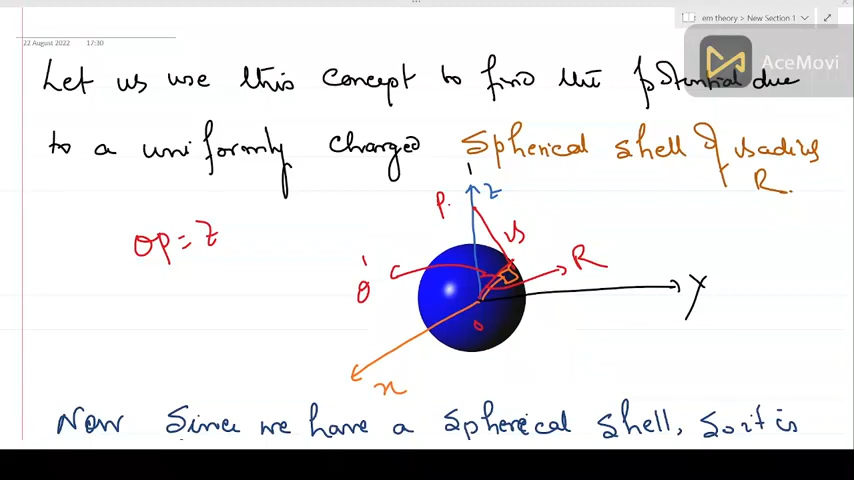 em theory > New Section 1
AceMovi
22 August 2022 17:30
Let us use this concept to find the potential due
to a uniformly charged spherical shell of radius
R.
z
P.
OP = z
r
R
θ'
Y
O
x
Now Since we have a spherical shell, so it is